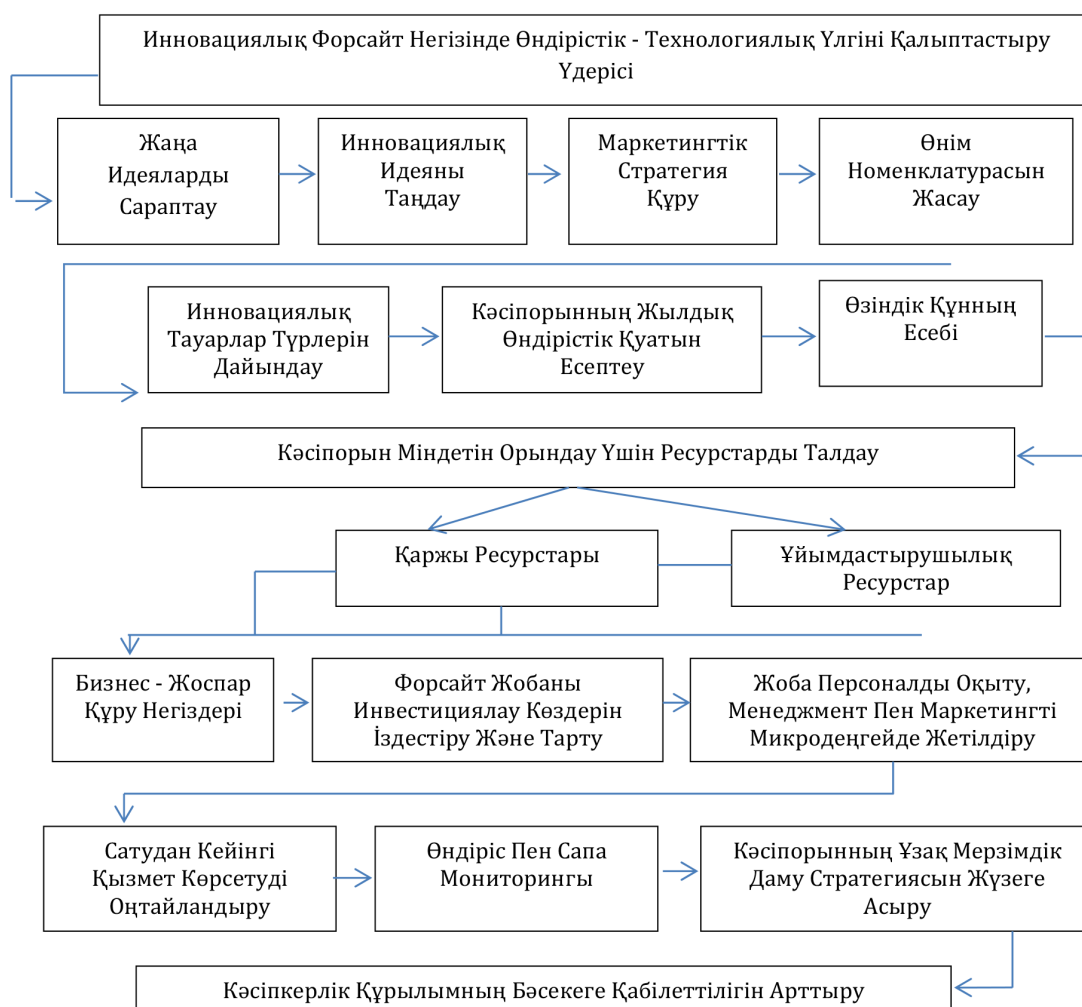 Инновациялық Форсайт Негізінде Өндірістік - Технологиялық Үлгіні Қалыптастыру
Үдерісі
Жаңа
Идеяларды
Сараптау
Инновациялық
Идеяны
Таңдау
Маркетингтік
Стратегия
Құру
Өнім
Номенклатурасын
Жасау
Инновациялық
Тауарлар Түрлерін
Дайындау
Кәсіпорынның Жылдық
Өндірістік Қуатын
Есептеу
Өзіндік Құнның
Есебі
Кәсіпорын Міндетін Орындау Үшін Ресурстарды Талдау
Қаржы Ресурстары
Ұйымдастырушылық
Ресурстар
Бизнес - Жоспар
Құру Негіздері
Форсайт Жобаны
Инвестициялау Көздерін
Іздестіру Және Тарту
Жоба Персоналды Оқыту,
Менеджмент Пен Маркетингті
Микродеңгейде Жетілдіру
Сатудан Кейінгі
Қызмет Көрсетуді
Оңтайландыру
Өндіріс Пен Сапа
Мониторингы
Кәсіпорынның Ұзақ Мерзімдік
Даму Стратегиясын Жүзеге
Асыру
Кәсіпкерлік Құрылымның Бәсекеге Қабілеттілігін Арттыру